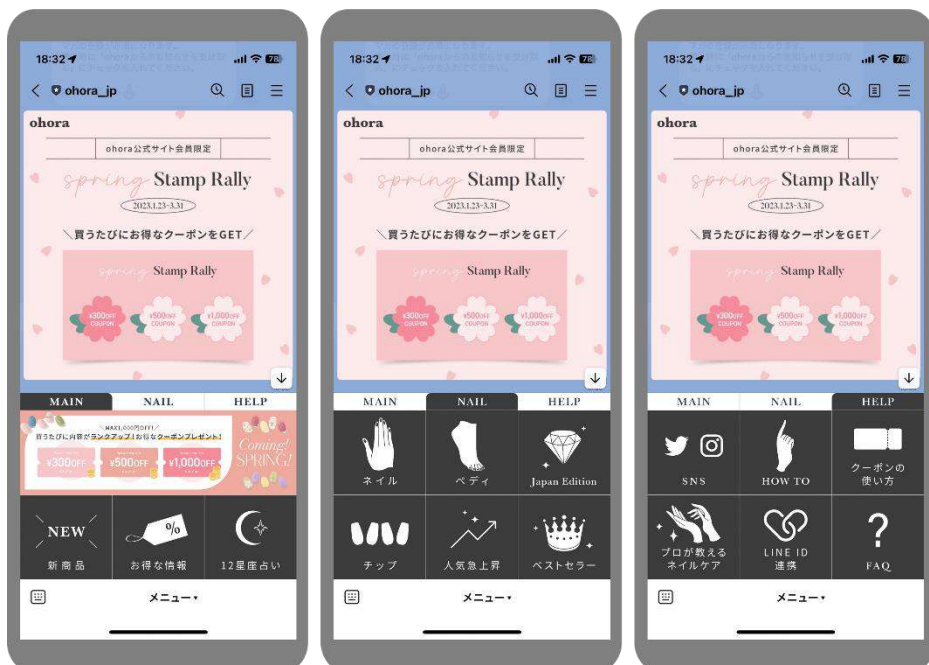 18:32
78
ohora_jp
ohora
ohora公式サイト会員限定
spring Stamp Rally
2023.1.23-3.31
＼買うたびにお得なクーポンをGET／
spring Stamp Rally
¥300OFF COUPON
¥500OFF COUPON
¥1,000OFF COUPON
MAIN NAIL HELP
＼MAX1,000円OFF!／
買うたびに内容がランクアップ!お得なクーポンプレゼント!
¥300OFF
¥500OFF
¥1,000OFF
Coming!
SPRING!
NEW
%
新商品
お得な情報
12星座占い
メニュー▾
18:32
78
ohora_jp
ohora
ohora公式サイト会員限定
spring Stamp Rally
2023.1.23-3.31
＼買うたびにお得なクーポンをGET／
spring Stamp Rally
¥300OFF COUPON
¥500OFF COUPON
¥1,000OFF COUPON
MAIN NAIL HELP
ネイル
ペディ
Japan Edition
チップ
人気急上昇
ベストセラー
メニュー▾
18:32
78
ohora_jp
ohora
ohora公式サイト会員限定
spring Stamp Rally
2023.1.23-3.31
＼買うたびにお得なクーポンをGET／
spring Stamp Rally
¥300OFF COUPON
¥500OFF COUPON
¥1,000OFF COUPON
MAIN NAIL HELP
SNS
HOW TO
クーポンの
使い方
プロが教える
ネイルケア
LINE ID
連携
?
FAQ
メニュー▾